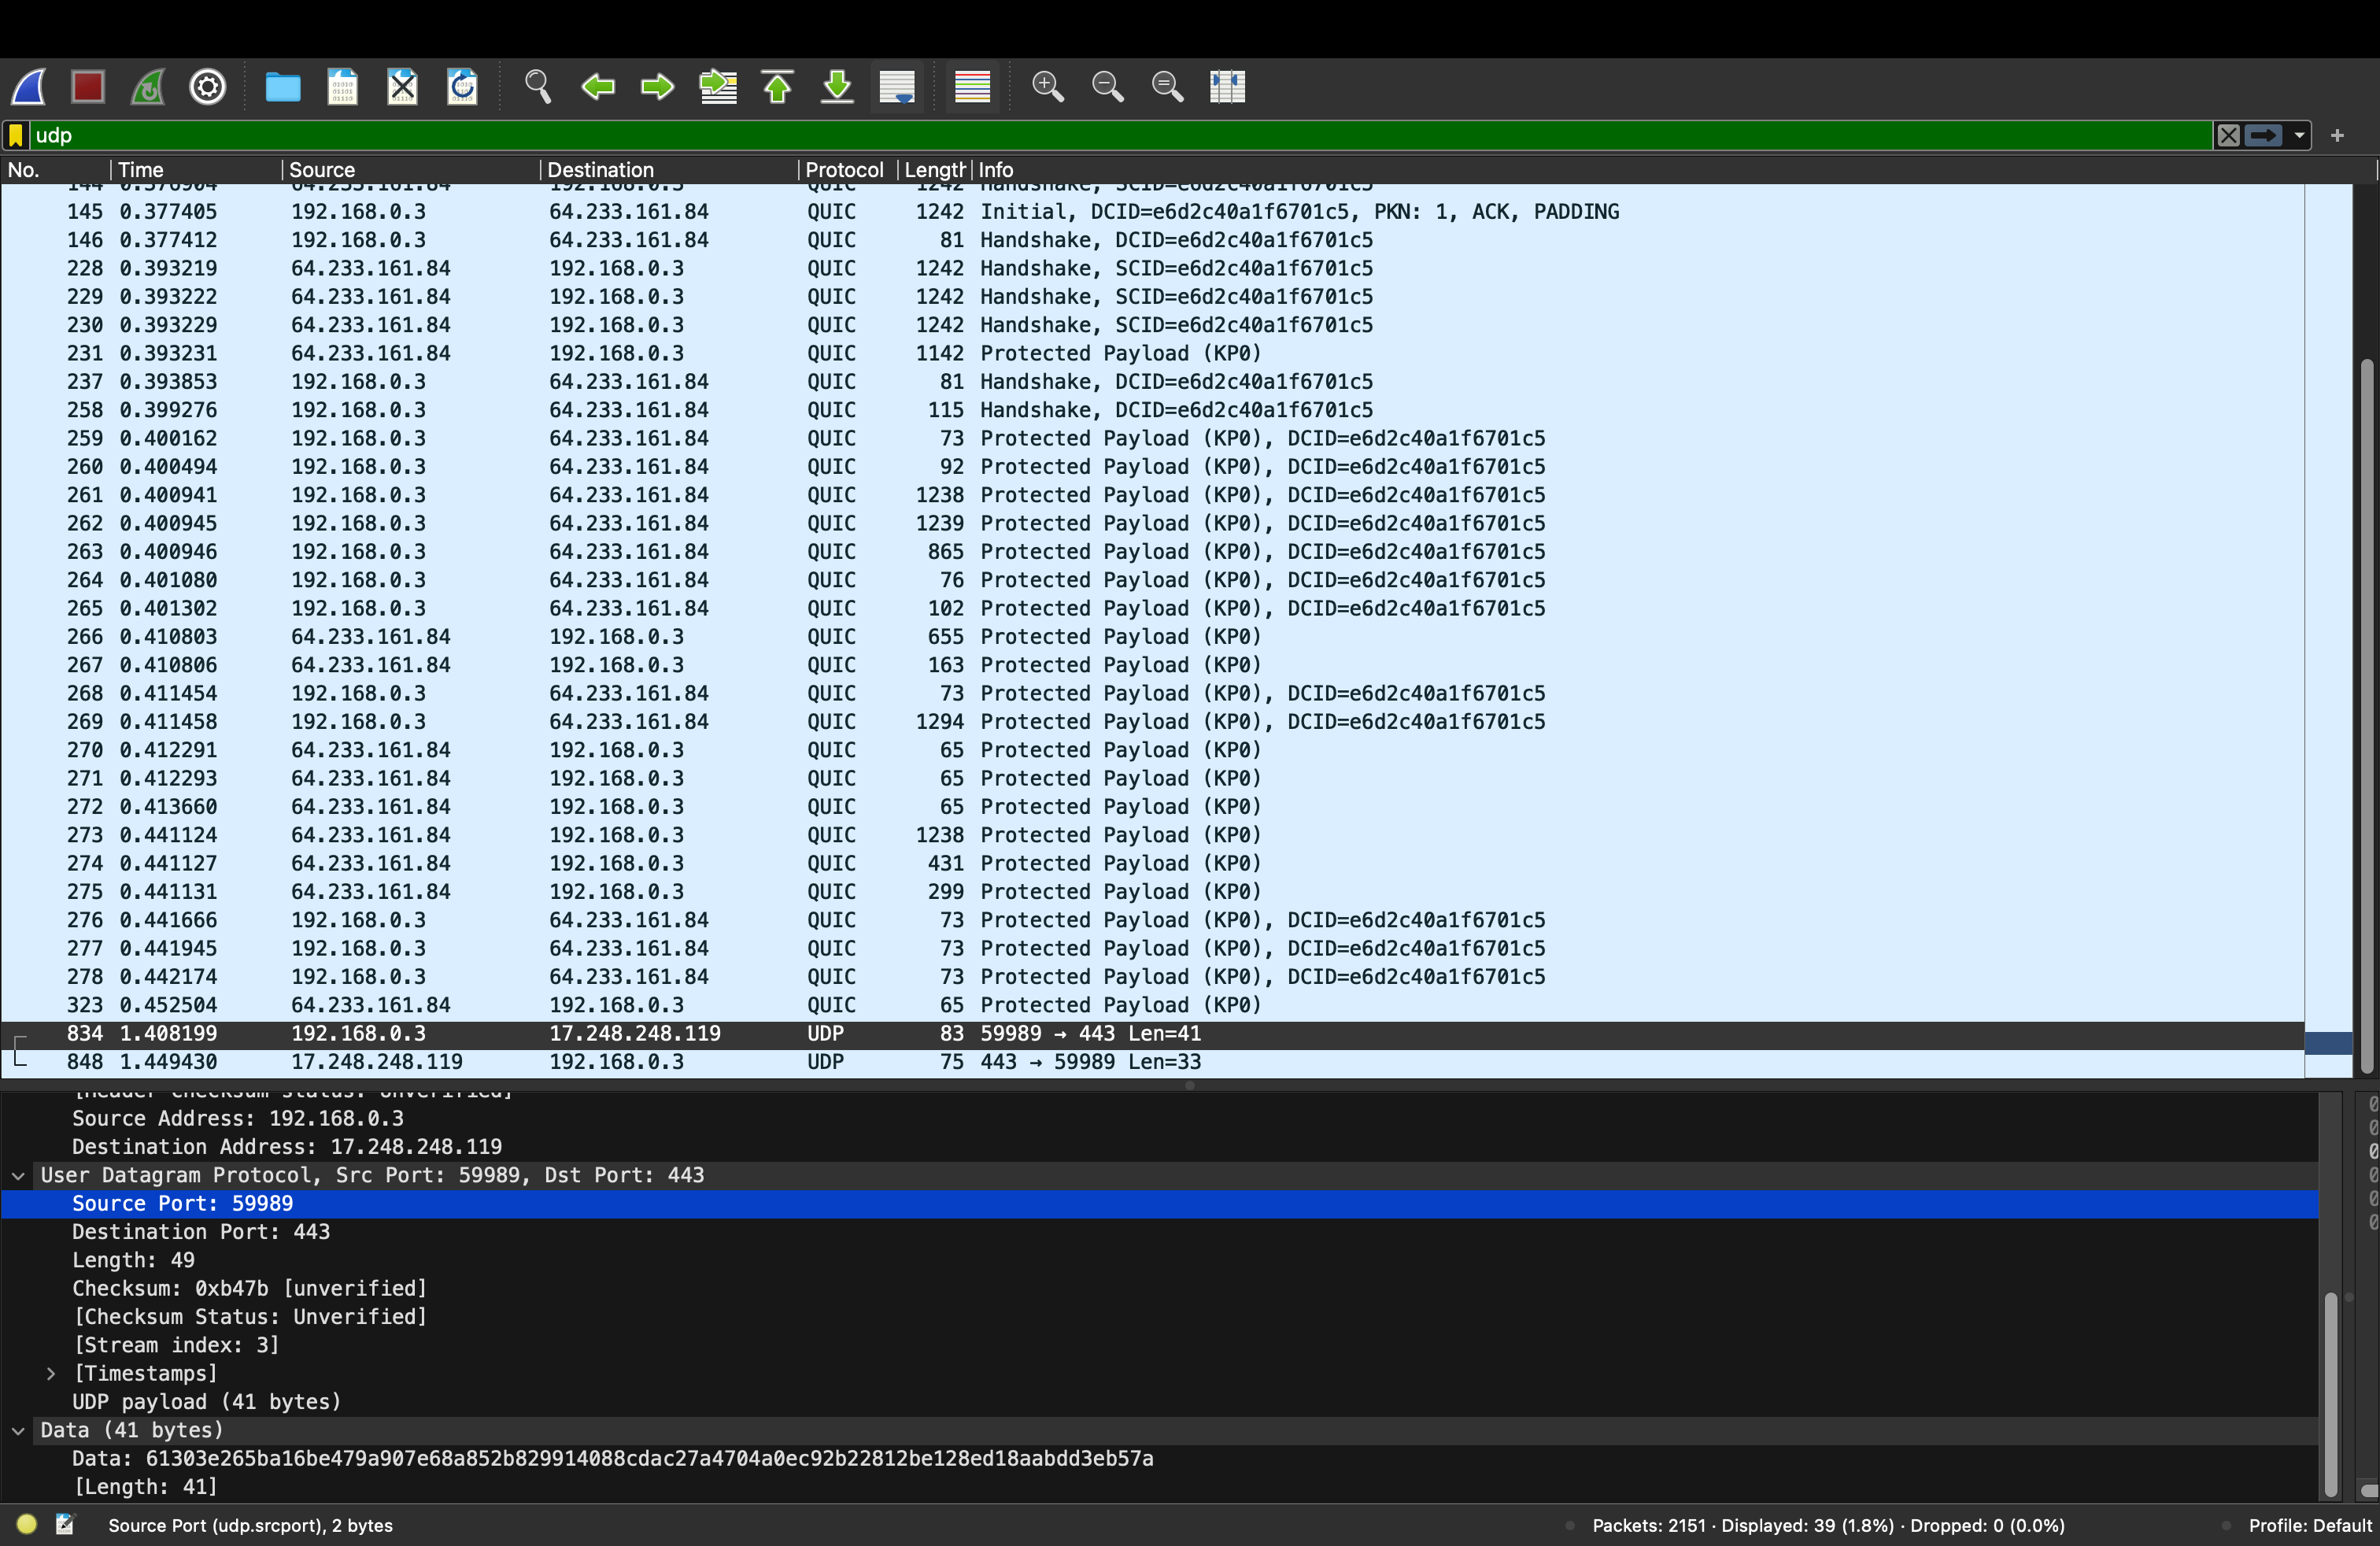 udp
No. Time Source Destination Protocol Length Info
144 0.376904 64.233.161.84 192.168.0.3 QUIC 1242 Handshake, SCID=e6d2c40a1f6701c5
145 0.377405 192.168.0.3 64.233.161.84 QUIC 1242 Initial, DCID=e6d2c40a1f6701c5, PKN: 1, ACK, PADDING
146 0.377412 192.168.0.3 64.233.161.84 QUIC 81 Handshake, DCID=e6d2c40a1f6701c5
228 0.393219 64.233.161.84 192.168.0.3 QUIC 1242 Handshake, SCID=e6d2c40a1f6701c5
229 0.393222 64.233.161.84 192.168.0.3 QUIC 1242 Handshake, SCID=e6d2c40a1f6701c5
230 0.393229 64.233.161.84 192.168.0.3 QUIC 1242 Handshake, SCID=e6d2c40a1f6701c5
231 0.393231 64.233.161.84 192.168.0.3 QUIC 1142 Protected Payload (KP0)
237 0.393853 192.168.0.3 64.233.161.84 QUIC 81 Handshake, DCID=e6d2c40a1f6701c5
258 0.399276 192.168.0.3 64.233.161.84 QUIC 115 Handshake, DCID=e6d2c40a1f6701c5
259 0.400162 192.168.0.3 64.233.161.84 QUIC 73 Protected Payload (KP0), DCID=e6d2c40a1f6701c5
260 0.400494 192.168.0.3 64.233.161.84 QUIC 92 Protected Payload (KP0), DCID=e6d2c40a1f6701c5
261 0.400941 192.168.0.3 64.233.161.84 QUIC 1238 Protected Payload (KP0), DCID=e6d2c40a1f6701c5
262 0.400945 192.168.0.3 64.233.161.84 QUIC 1239 Protected Payload (KP0), DCID=e6d2c40a1f6701c5
263 0.400946 192.168.0.3 64.233.161.84 QUIC 865 Protected Payload (KP0), DCID=e6d2c40a1f6701c5
264 0.401080 192.168.0.3 64.233.161.84 QUIC 76 Protected Payload (KP0), DCID=e6d2c40a1f6701c5
265 0.401302 192.168.0.3 64.233.161.84 QUIC 102 Protected Payload (KP0), DCID=e6d2c40a1f6701c5
266 0.410803 64.233.161.84 192.168.0.3 QUIC 655 Protected Payload (KP0)
267 0.410806 64.233.161.84 192.168.0.3 QUIC 163 Protected Payload (KP0)
268 0.411454 192.168.0.3 64.233.161.84 QUIC 73 Protected Payload (KP0), DCID=e6d2c40a1f6701c5
269 0.411458 192.168.0.3 64.233.161.84 QUIC 1294 Protected Payload (KP0), DCID=e6d2c40a1f6701c5
270 0.412291 64.233.161.84 192.168.0.3 QUIC 65 Protected Payload (KP0)
271 0.412293 64.233.161.84 192.168.0.3 QUIC 65 Protected Payload (KP0)
272 0.413660 64.233.161.84 192.168.0.3 QUIC 65 Protected Payload (KP0)
273 0.441124 64.233.161.84 192.168.0.3 QUIC 1238 Protected Payload (KP0)
274 0.441127 64.233.161.84 192.168.0.3 QUIC 431 Protected Payload (KP0)
275 0.441131 64.233.161.84 192.168.0.3 QUIC 299 Protected Payload (KP0)
276 0.441666 192.168.0.3 64.233.161.84 QUIC 73 Protected Payload (KP0), DCID=e6d2c40a1f6701c5
277 0.441945 192.168.0.3 64.233.161.84 QUIC 73 Protected Payload (KP0), DCID=e6d2c40a1f6701c5
278 0.442174 192.168.0.3 64.233.161.84 QUIC 73 Protected Payload (KP0), DCID=e6d2c40a1f6701c5
323 0.452504 64.233.161.84 192.168.0.3 QUIC 65 Protected Payload (KP0)
834 1.408199 192.168.0.3 17.248.248.119 UDP 83 59989 → 443 Len=41
848 1.449430 17.248.248.119 192.168.0.3 UDP 75 443 → 59989 Len=33
[Header checksum status: Unverified]
Source Address: 192.168.0.3
Destination Address: 17.248.248.119
User Datagram Protocol, Src Port: 59989, Dst Port: 443
Source Port: 59989
Destination Port: 443
Length: 49
Checksum: 0xb47b [unverified]
[Checksum Status: Unverified]
[Stream index: 3]
[Timestamps]
UDP payload (41 bytes)
Data (41 bytes)
Data: 61303e265ba16be479a907e68a852b829914088cdac27a4704a0ec92b22812be128ed18aabdd3eb57a
[Length: 41]
Source Port (udp.srcport), 2 bytes
Packets: 2151 · Displayed: 39 (1.8%) · Dropped: 0 (0.0%)
Profile: Default